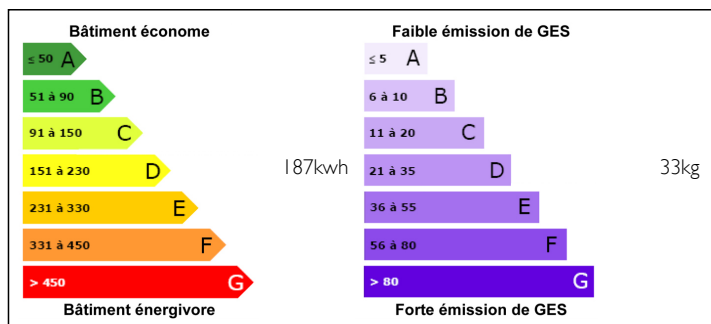 Bâtiment économe
≤ 50 A
51 à 90 B
91 à 150 C
151 à 230 D
231 à 330 E
331 à 450 F
> 450 G
Bâtiment énergivore
187kwh
Faible émission de GES
≤ 5 A
6 à 10 B
11 à 20 C
21 à 35 D
36 à 55 E
56 à 80 F
> 80 G
Forte émission de GES
33kg